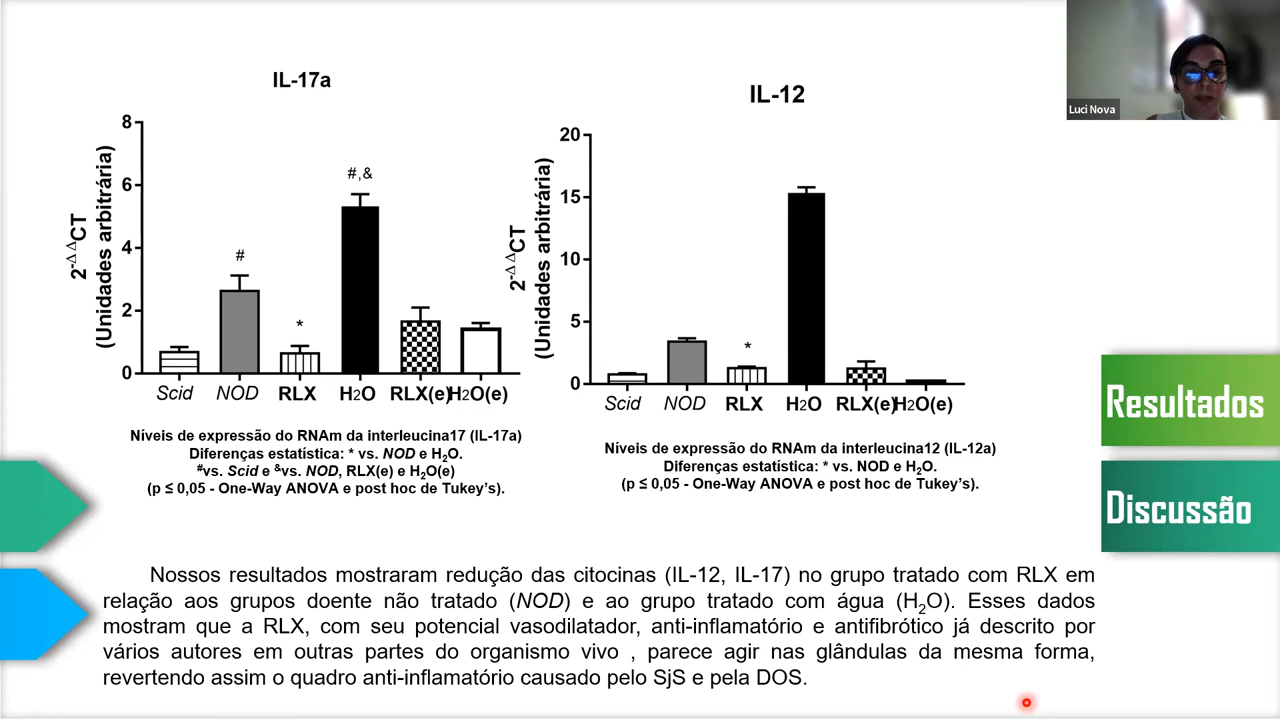 IL-17a
8
6
4
2
0
2-ΔΔCT
(Unidades arbitrária)
#
*
#,&
Scid
NOD
RLX
H2O
RLX(e)
H2O(e)
Níveis de expressão do RNAm da interleucina17 (IL-17a)
Diferenças estatística: * vs. NOD e H2O.
#vs. Scid e &vs. NOD, RLX(e) e H2O(e)
(p ≤ 0,05 - One-Way ANOVA e post hoc de Tukey's).
IL-12
20
15
10
5
0
2-ΔΔCT
(Unidades arbitrária)
*
Scid
NOD
RLX
H2O
RLX(e)
H2O(e)
Níveis de expressão do RNAm da interleucina12 (IL-12a)
Diferenças estatística: * vs. NOD e H2O.
(p ≤ 0,05 - One-Way ANOVA e post hoc de Tukey's).
Luci Nova
Resultados
Discussão
Nossos resultados mostraram redução das citocinas (IL-12, IL-17) no grupo tratado com RLX em
relação aos grupos doente não tratado (NOD) e ao grupo tratado com água (H2O). Esses dados
mostram que a RLX, com seu potencial vasodilatador, anti-inflamatório e antifibrótico já descrito por
vários autores em outras partes do organismo vivo , parece agir nas glândulas da mesma forma,
revertendo assim o quadro anti-inflamatório causado pelo SjS e pela DOS.